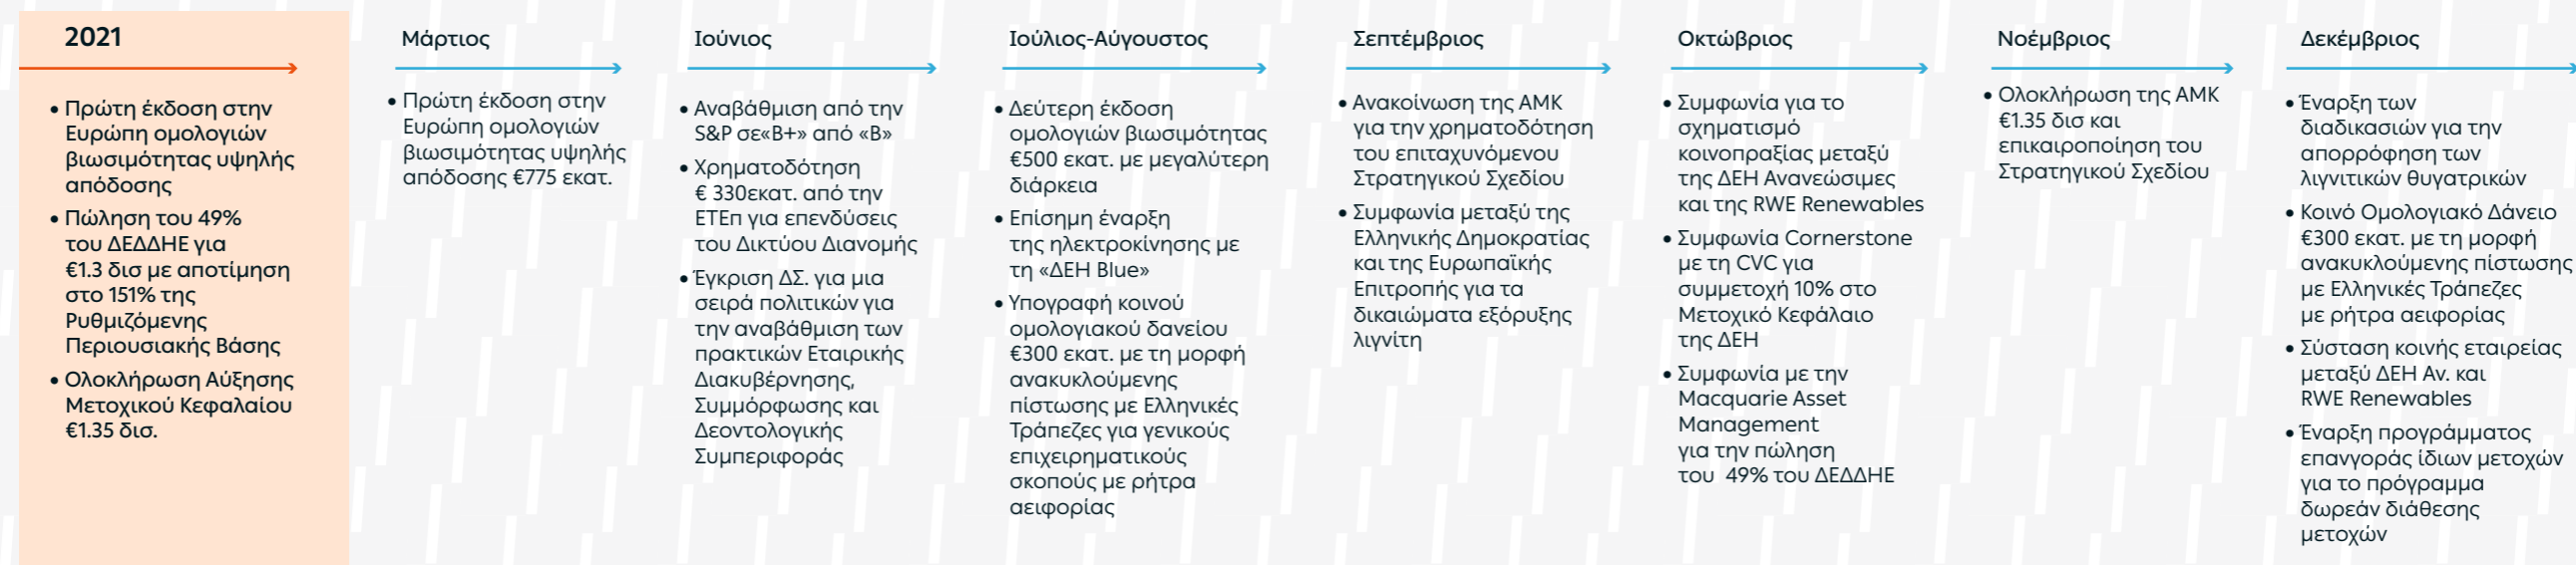 2021
• Πρώτη έκδοση στην
Ευρώπη ομολογιών
βιωσιμότητας υψηλής
απόδοσης
• Πώληση του 49%
του ΔΕΔΔΗΕ για
€1.3 δισ με αποτίμηση
στο 151% της
Ρυθμιζόμενης
Περιουσιακής Βάσης
• Ολοκλήρωση Αύξησης
Μετοχικού Κεφαλαίου
€1.35 δισ.
Μάρτιος
• Πρώτη έκδοση στην
Ευρώπη ομολογιών
βιωσιμότητας υψηλής
απόδοσης €775 εκατ.
Ιούνιος
• Αναβάθμιση από την
S&P σε«B+» από «B»
• Χρηματοδότηση
€ 330εκατ. από την
ΕΤΕπ για επενδύσεις
του Δικτύου Διανομής
• Έγκριση ΔΣ. για μια
σειρά πολιτικών για
την αναβάθμιση των
πρακτικών Εταιρικής
Διακυβέρνησης,
Συμμόρφωσης και
Δεοντολογικής
Συμπεριφοράς
Ιούλιος-Αύγουστος
• Δεύτερη έκδοση
ομολογιών βιωσιμότητας
€500 εκατ. με μεγαλύτερη
διάρκεια
• Επίσημη έναρξη
της ηλεκτροκίνησης με
τη «ΔΕΗ Blue»
• Υπογραφή κοινού
ομολογιακού δανείου
€300 εκατ. με τη μορφή
ανακυκλούμενης
πίστωσης με Ελληνικές
Τράπεζες για γενικούς
επιχειρηματικούς
σκοπούς με ρήτρα
αειφορίας
Σεπτέμβριος
• Ανακοίνωση της ΑΜΚ
για την χρηματοδότηση
του επιταχυνόμενου
Στρατηγικού Σχεδίου
• Συμφωνία μεταξύ της
Ελληνικής Δημοκρατίας
και της Ευρωπαϊκής
Επιτροπής για τα
δικαιώματα εξόρυξης
λιγνίτη
Οκτώβριος
• Συμφωνία για το
σχηματισμό
κοινοπραξίας μεταξύ
της ΔΕΗ Ανανεώσιμες
και της RWE Renewables
• Συμφωνία Cornerstone
με τη CVC για
συμμετοχή 10% στο
Μετοχικό Κεφάλαιο
της ΔΕΗ
• Συμφωνία με την
Macquarie Asset
Management
για την πώληση
του 49% του ΔΕΔΔΗΕ
Νοέμβριος
• Ολοκλήρωση της ΑΜΚ
€1.35 δισ και
επικαιροποίηση του
Στρατηγικού Σχεδίου
Δεκέμβριος
• Έναρξη των
διαδικασιών για την
απορρόφηση των
λιγνιτικών θυγατρικών
• Κοινό Ομολογιακό Δάνειο
€300 εκατ. με τη μορφή
ανακυκλούμενης πίστωσης
με Ελληνικές Τράπεζες
με ρήτρα αειφορίας
• Σύσταση κοινής εταιρείας
μεταξύ ΔΕΗ Αν. και
RWE Renewables
• Έναρξη προγράμματος
επανγοράς ίδιων μετοχών
για το πρόγραμμα
δωρεάν διάθεσης
μετοχών